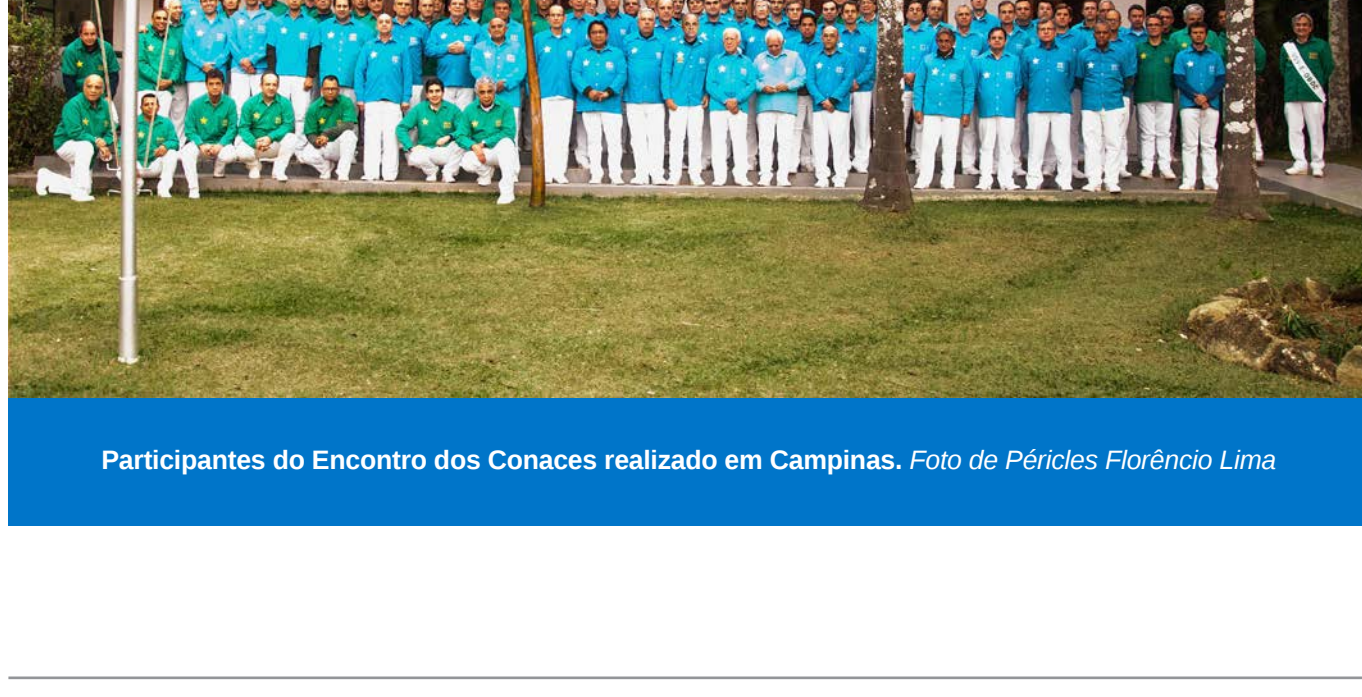 Participantes do Encontro dos Conaces realizado em Campinas. Foto de Péricles Florêncio Lima